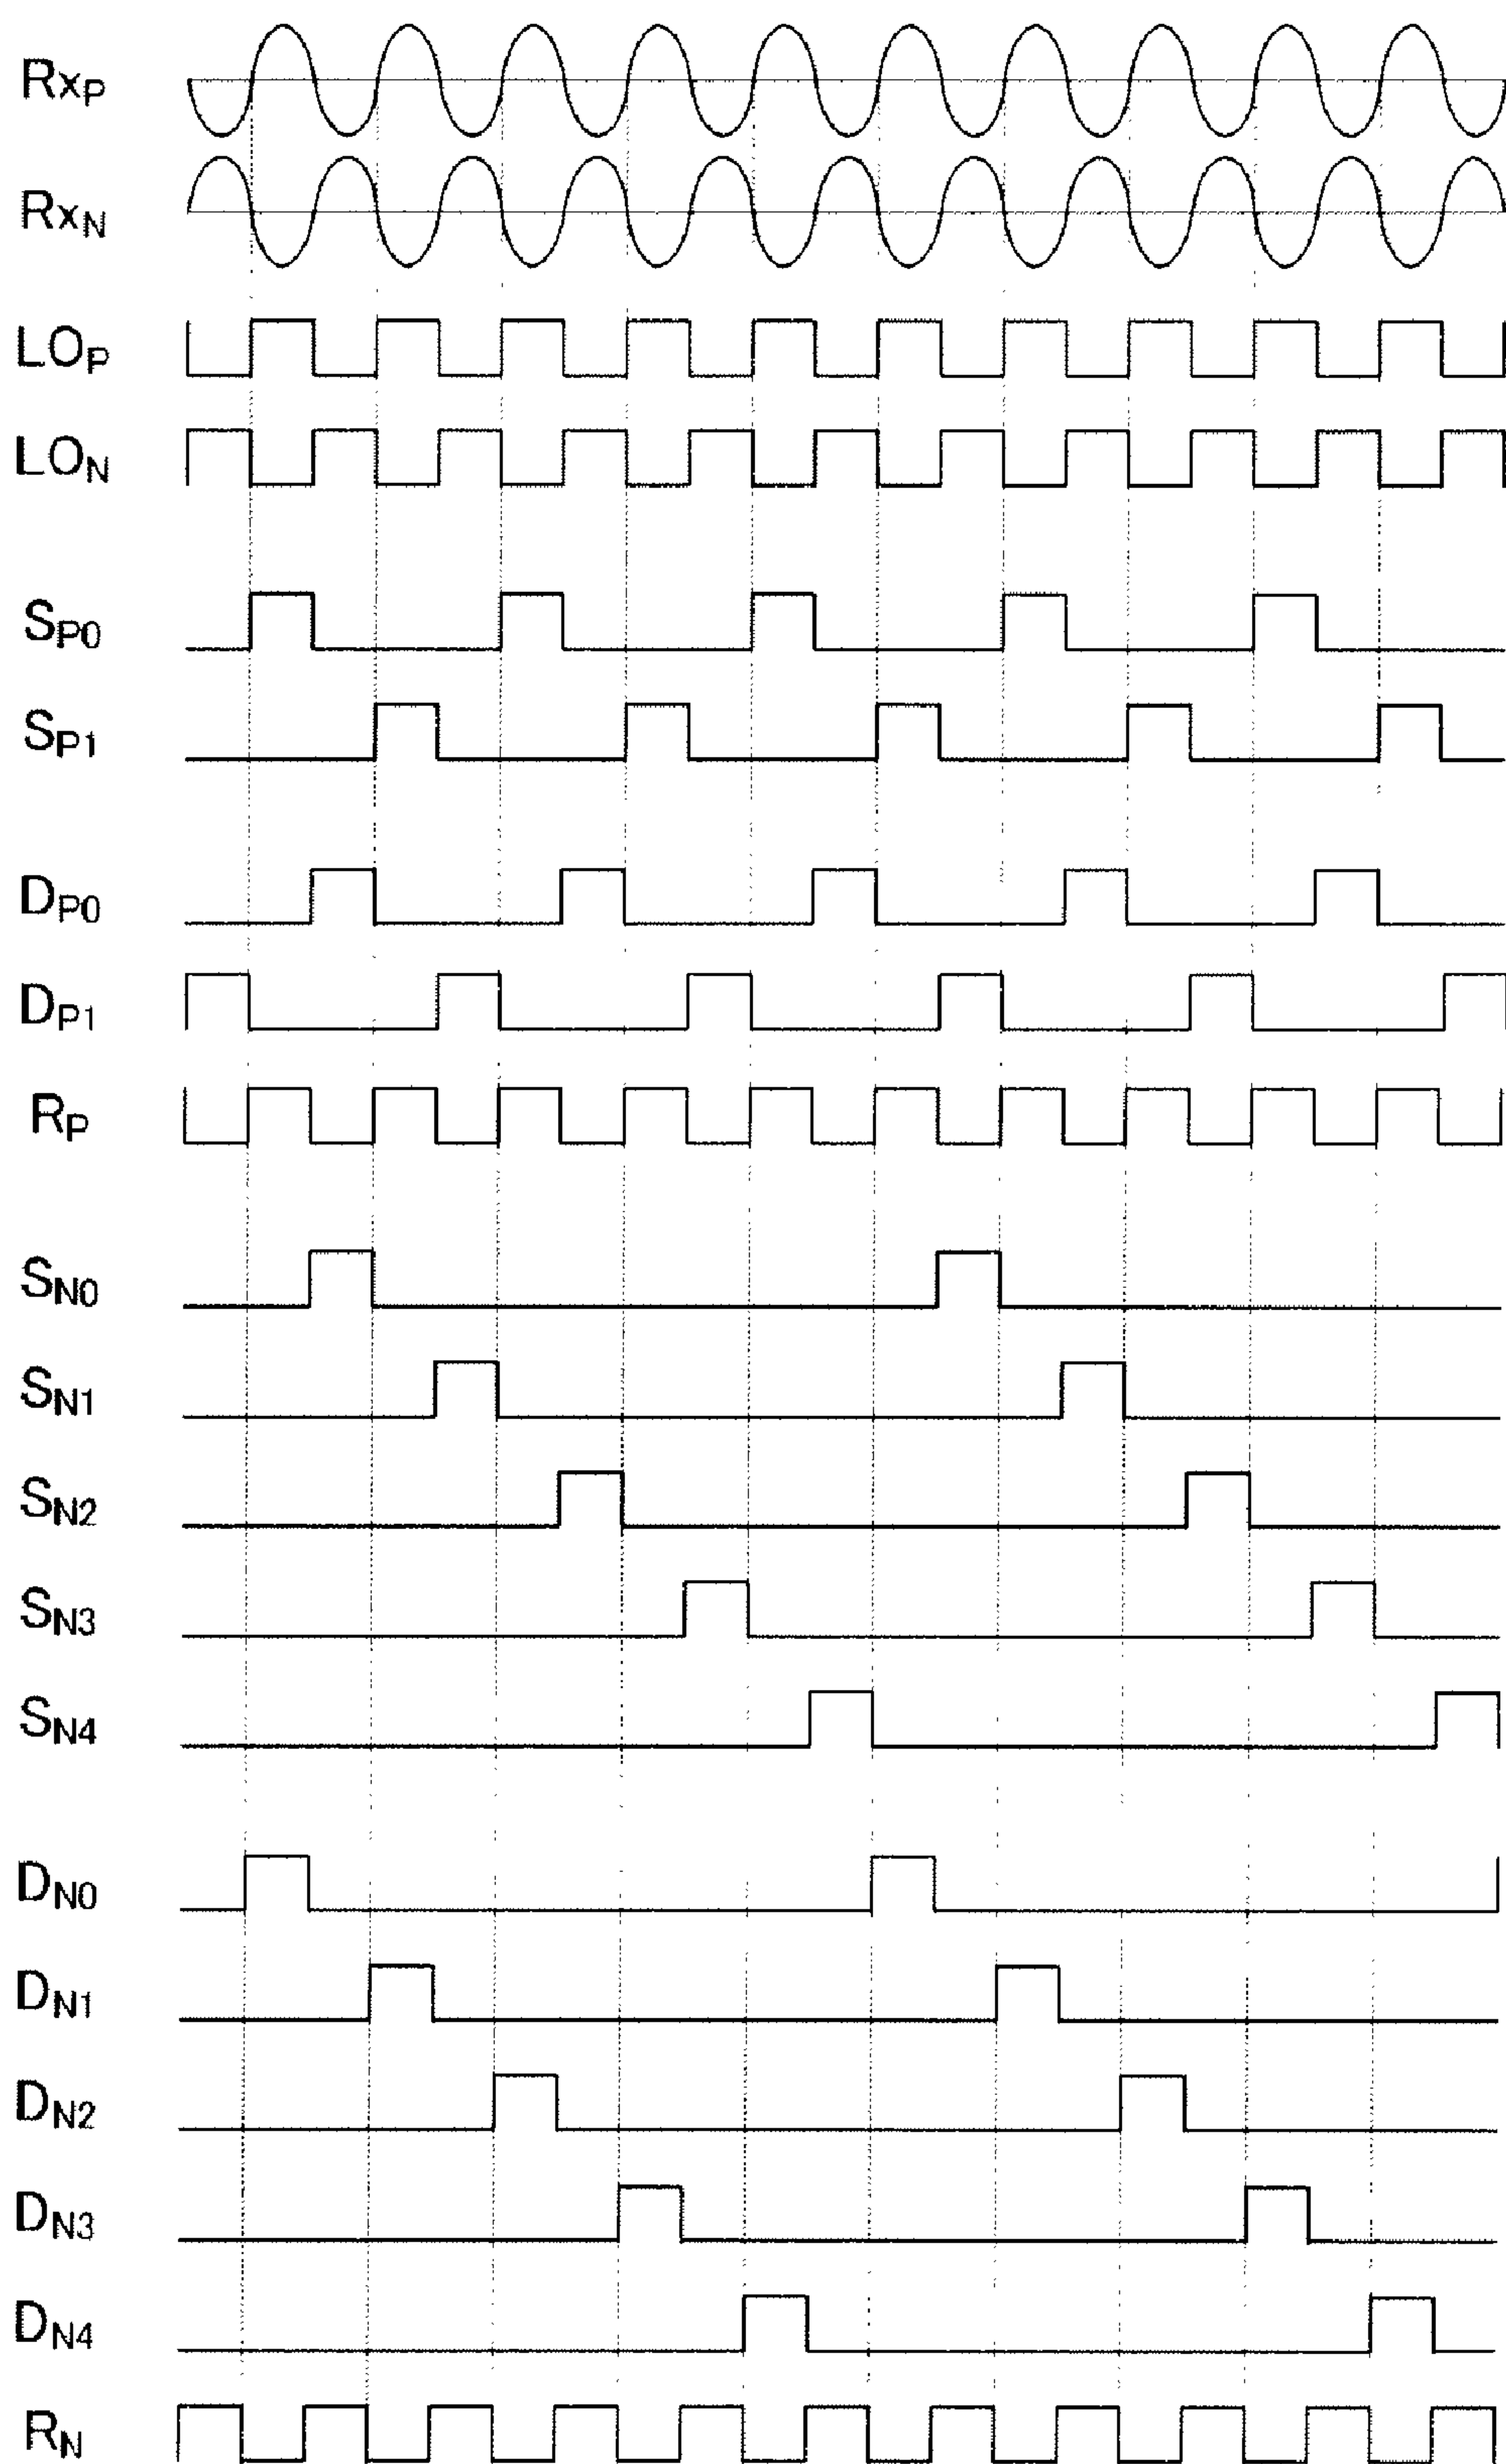 RxP
RxN
LOP
LON
SP0
SP1
DP0
DP1
RP
SN0
SN1
SN2
SN3
SN4
DN0
DN1
DN2
DN3
DN4
RN